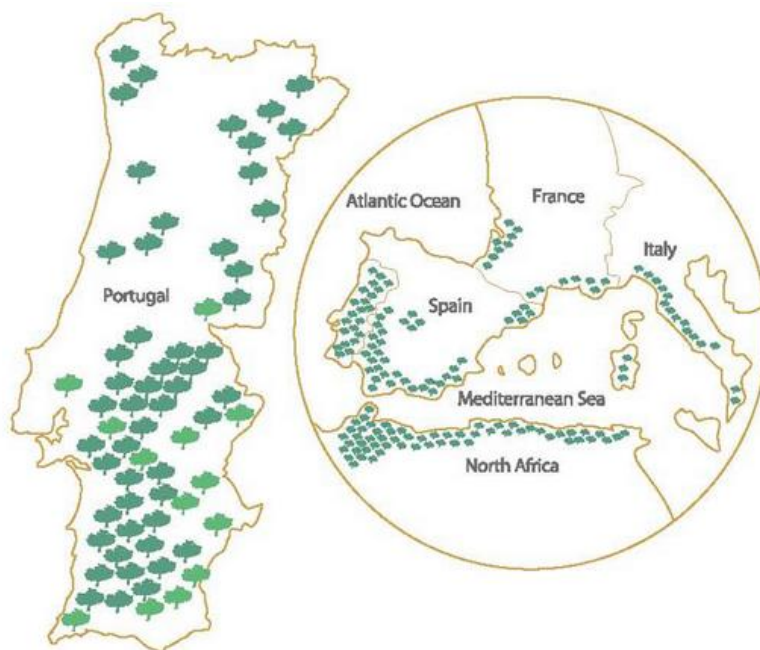 Atlantic Ocean
France
Italy
Portugal
Spain
Mediterranean Sea
North Africa